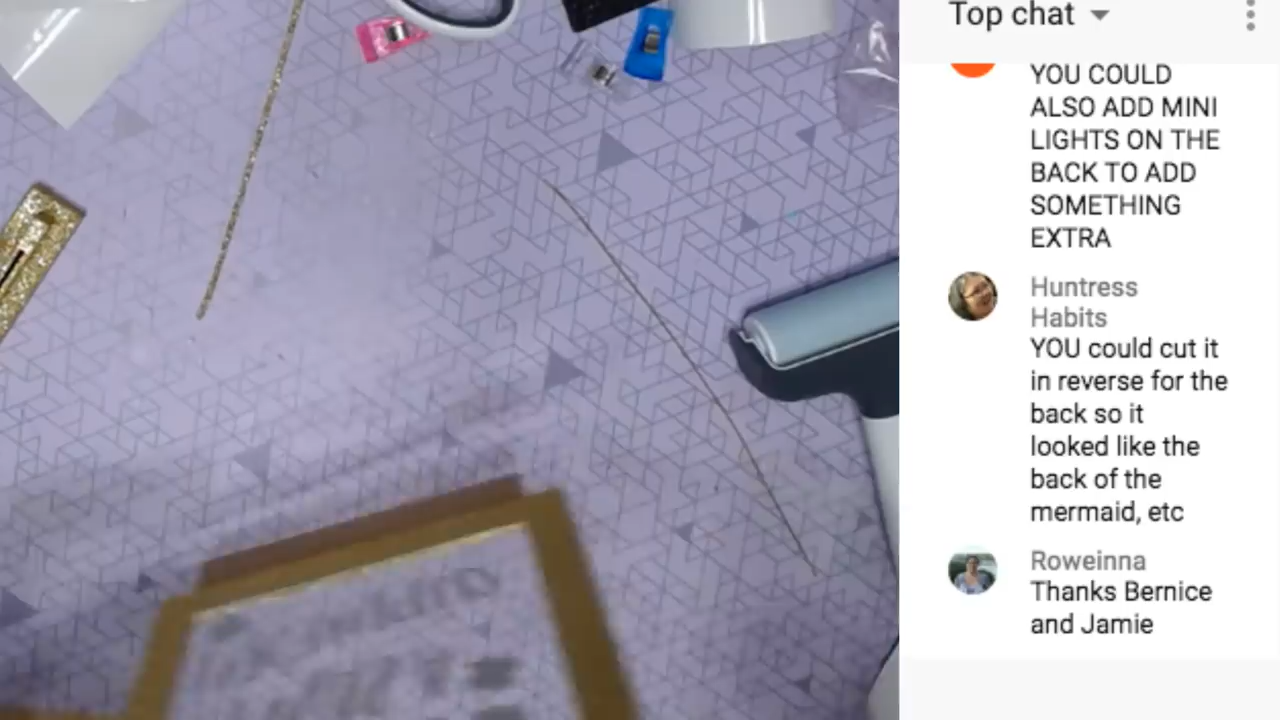 Top chat
YOU COULD
ALSO ADD MINI
LIGHTS ON THE
BACK TO ADD
SOMETHING
EXTRA
Huntress
Habits
YOU could cut it
in reverse for the
back so it
looked like the
back of the
mermaid, etc
Roweinna
Thanks Bernice
and Jamie